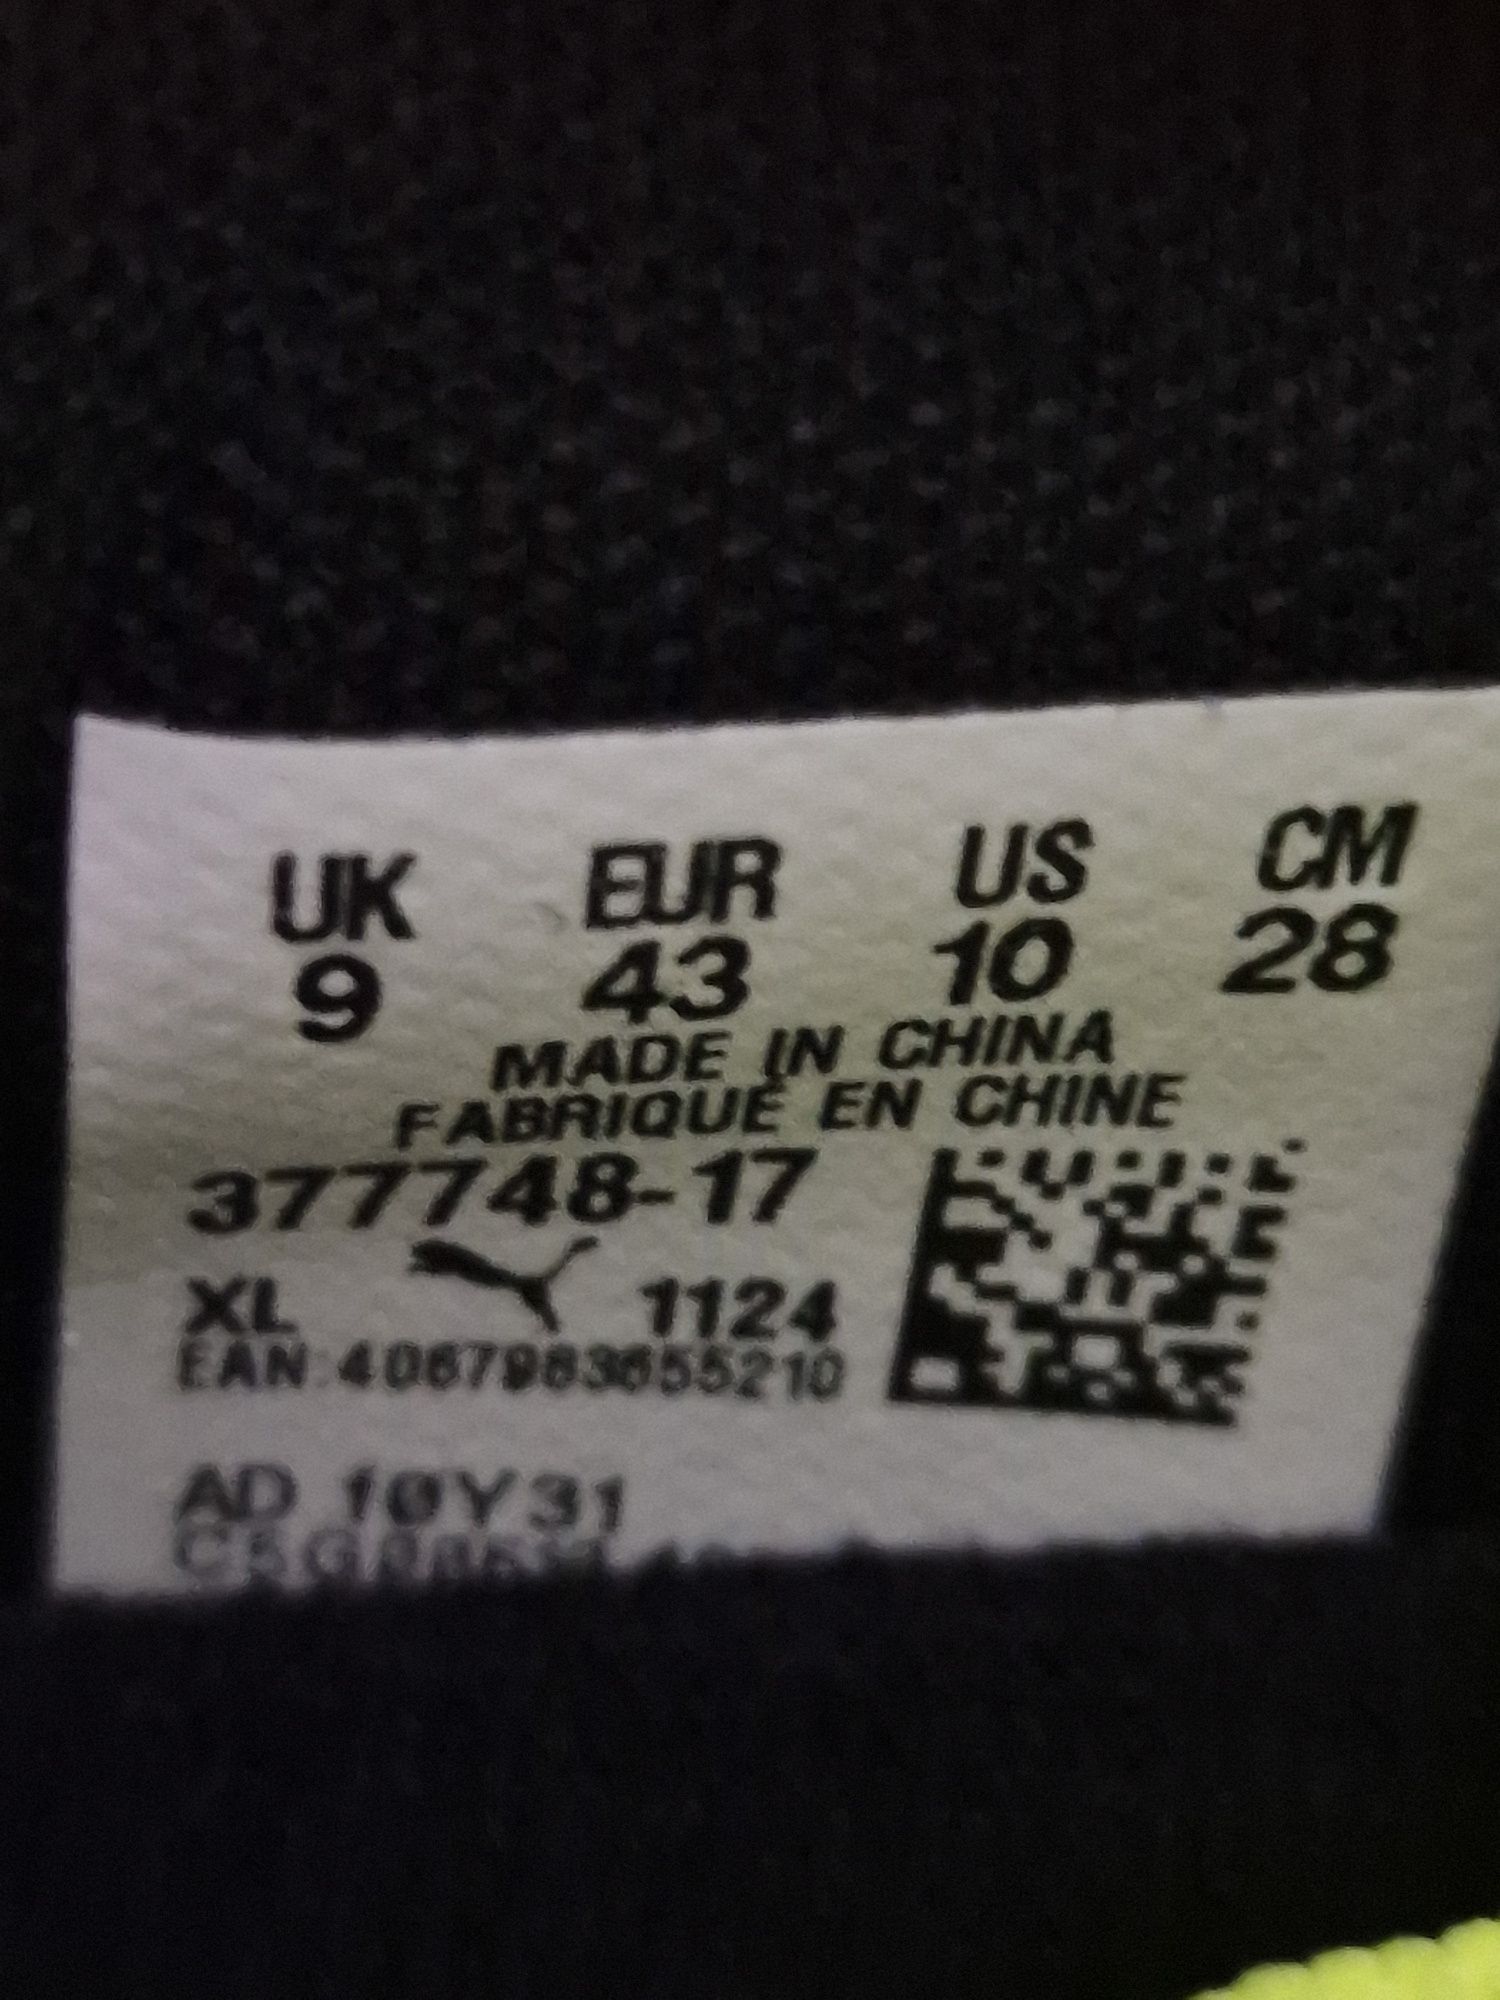 UK EUR US CM
9 43 10 28
MADE IN CHINA
FABRIQUÉ EN CHINE
377748-17
XL 1124
EAN:4067983655210
AD 10Y31